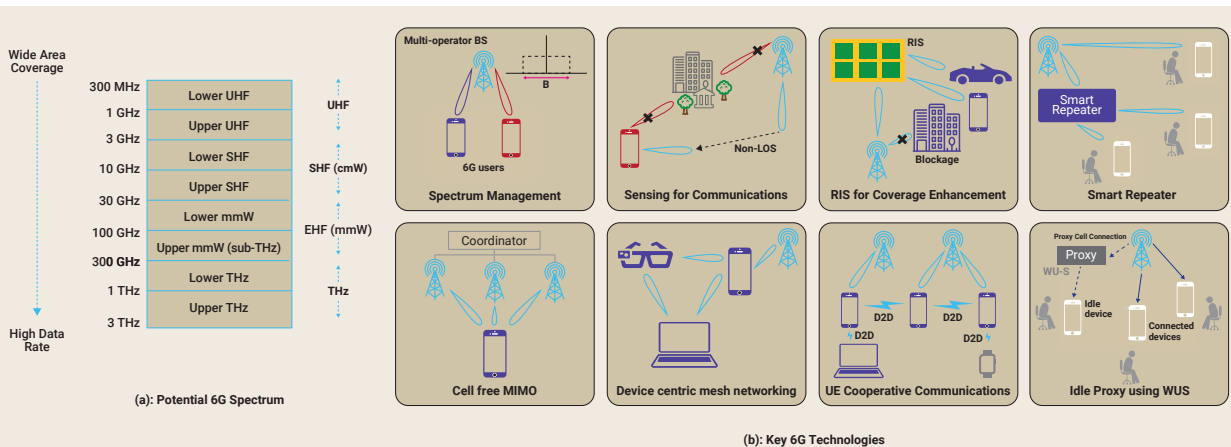 Wide Area
Coverage
High Data
Rate
300 MHz
1 GHz
3 GHz
10 GHz
30 GHz
100 GHz
300 GHz
1 THz
3 THz
Lower UHF
Upper UHF
Lower SHF
Upper SHF
Lower mmW
Upper mmW (sub-THz)
Lower THz
Upper THz
UHF
SHF (cmW)
EHF (mmW)
THz
(a): Potential 6G Spectrum
Multi-operator BS
B
6G users
Spectrum Management
Non-LOS
Sensing for Communications
RIS
Blockage
RIS for Coverage Enhancement
Smart
Repeater
Smart Repeater
Coordinator
Cell free MIMO
Device centric mesh networking
D2D
D2D
D2D
D2D
UE Cooperative Communications
Proxy Cell Connection
Proxy
WU-S
Idle
device
Connected
devices
Idle Proxy using WUS
(b): Key 6G Technologies